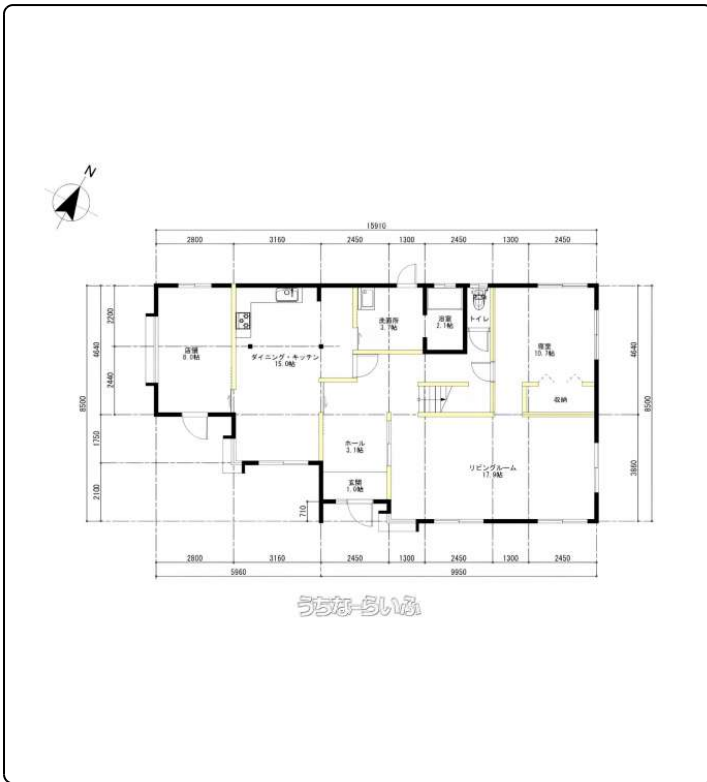 N
15910
2800 3160 2450 1300 2450 1300 2450
2200
4640
2440
8500
1750
2100
710
4640
8500
3860
店舗
8.0帖
ダイニング・キッチン
15.0帖
洗面所
3.7帖
浴室
2.1帖
トイレ
寝室
10.7帖
収納
ホール
3.1帖
玄関
1.0帖
リビングルーム
17.9帖
2800 3160 2450 1300 2450 1300 2450
5960 9950
うちなーらいふ